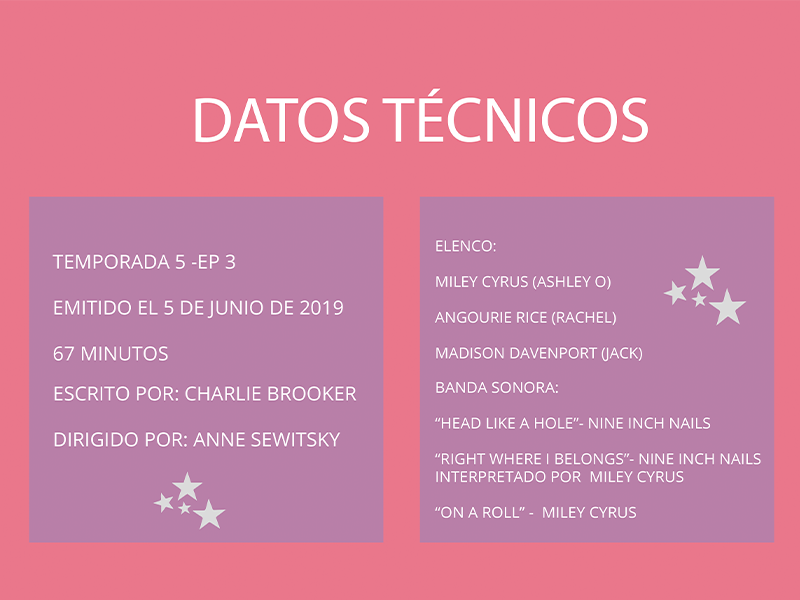 DATOS TÉCNICOS
TEMPORADA 5 -EP 3
EMITIDO EL 5 DE JUNIO DE 2019
67 MINUTOS
ESCRITO POR: CHARLIE BROOKER
DIRIGIDO POR: ANNE SEWITSKY
ELENCO:
MILEY CYRUS (ASHLEY O)
ANGOURIE RICE (RACHEL)
MADISON DAVENPORT (JACK)
BANDA SONORA:
“HEAD LIKE A HOLE”- NINE INCH NAILS
“RIGHT WHERE I BELONGS”- NINE INCH NAILS
INTERPRETADO POR  MILEY CYRUS
“ON A ROLL” -  MILEY CYRUS